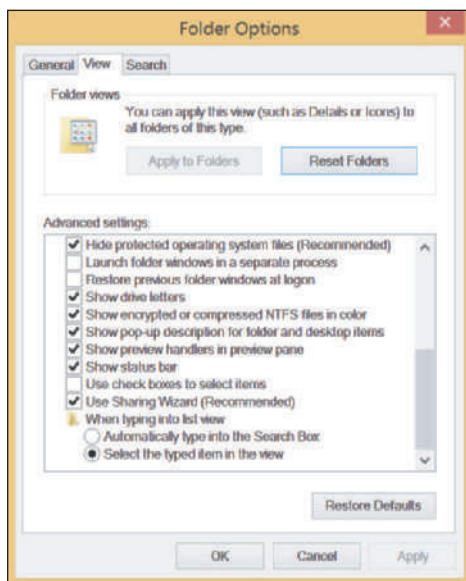 Folder Options
General View Search
Folder views
You can apply this view (such as Details or Icons) to
all folders of this type.
Apply to Folders Reset Folders
Advanced settings:
Hide protected operating system files (Recommended)
Launch folder windows in a separate process
Restore previous folder windows at logon
Show drive letters
Show encrypted or compressed NTFS files in color
Show pop-up description for folder and desktop items
Show preview handlers in preview pane
Show status bar
Use check boxes to select items
Use Sharing Wizard (Recommended)
When typing into list view
Automatically type into the Search Box
Select the typed item in the view
Restore Defaults
OK Cancel Apply